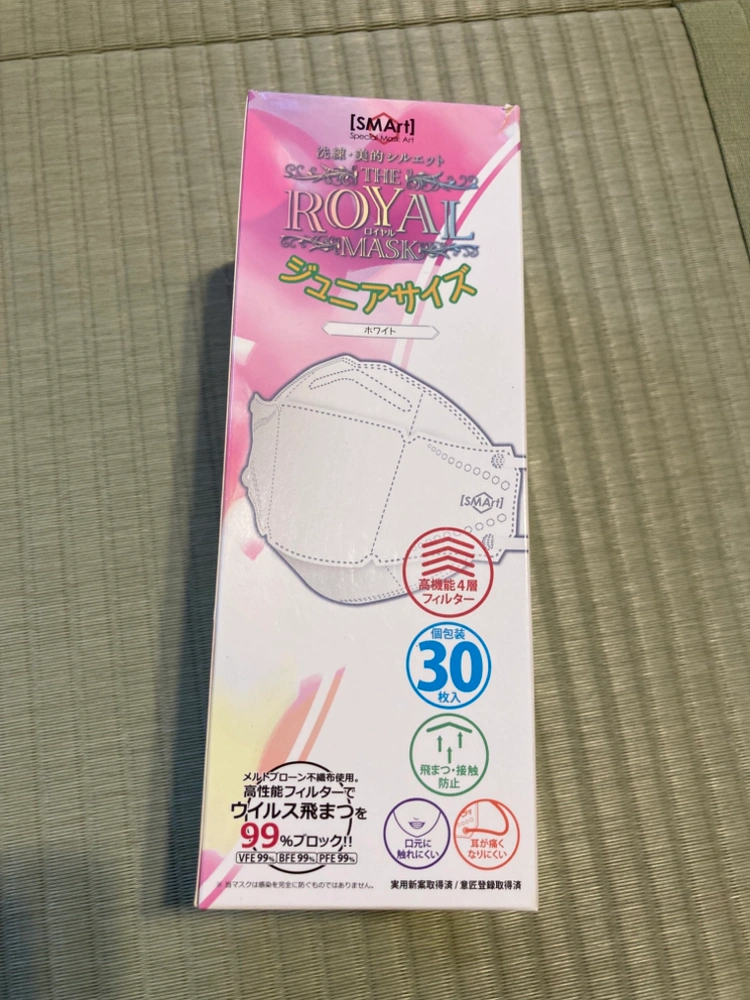 [SMArt]
Special Mask Art
洗練・美的シルエット
THE
ROYAL
ロイヤル
MASK
ジュニアサイズ
ホワイト
[SMArt]
高機能4層
フィルター
個包装
30
枚入
飛まつ・接触
防止
メルトブローン不織布使用。
高性能フィルターで
ウイルス飛まつを
99%ブロック!!
VFE 99% BFE 99% PFE 99%
口元に
触れにくい
耳が痛く
なりにくい
※ 当マスクは感染を完全に防ぐものではありません。
実用新案取得済 / 意匠登録取得済